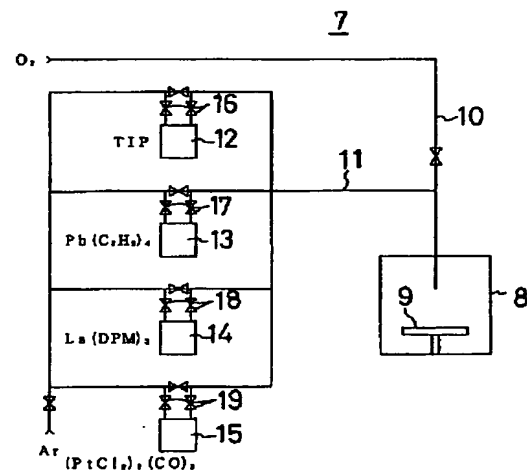 7
O₂
16
TIP
12
10
11
17
Pb(C₂H₅)₄
13
18
La(DPM)₃
14
9
8
19
Ar
15
(PtCl₂)₂(CO)₃